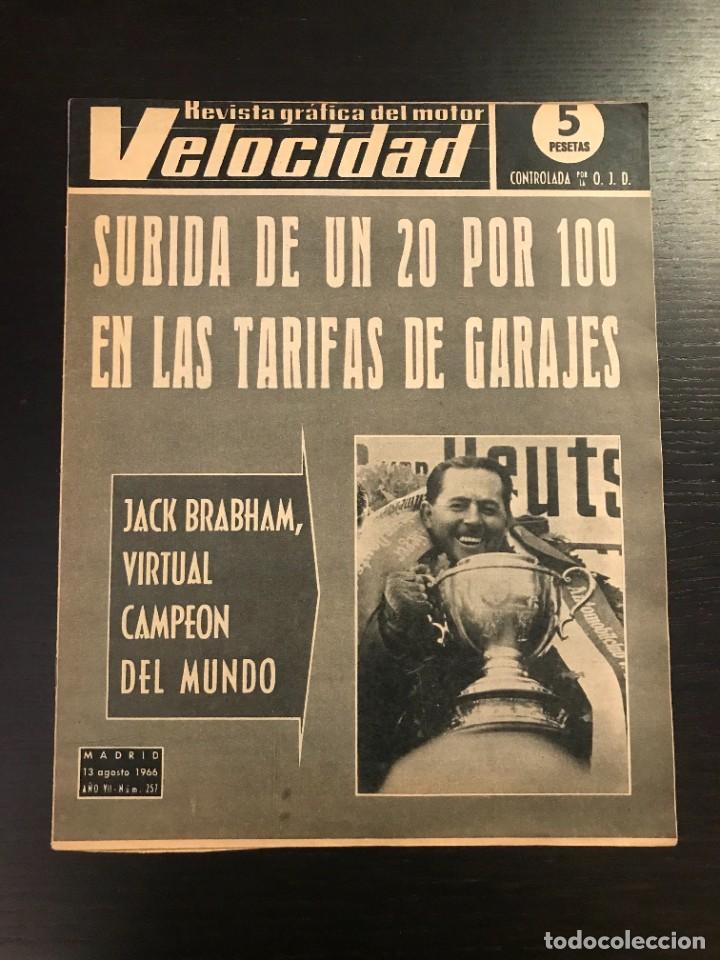 Revista gráfica del motor
Velocidad
5
PESETAS
CONTROLADA POR LA O. J. D.
SUBIDA DE UN 20 POR 100
EN LAS TARIFAS DE GARAJES
JACK BRABHAM,
VIRTUAL
CAMPEON
DEL MUNDO
Heuts
MADRID
13 agosto 1966
AÑO VII - Núm. 257
todocoleccion